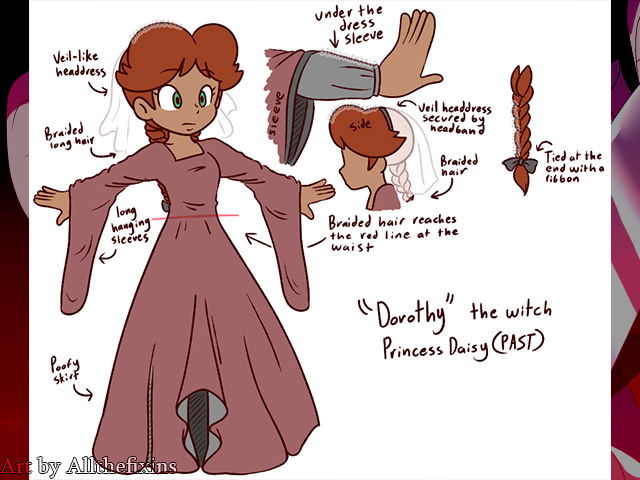 under the
dress
sleeve
Veil-like
headdress
sleeve
Veil headdress
secured by
headband
side
Braided
long hair
Braided
hair
Tied at the
end with a
ribbon
long
hanging
sleeves
Braided hair reaches
the red line at the
waist
"Dorothy" the witch
Princess Daisy (PAST)
Poofy
skirt
Art by Allthefixins